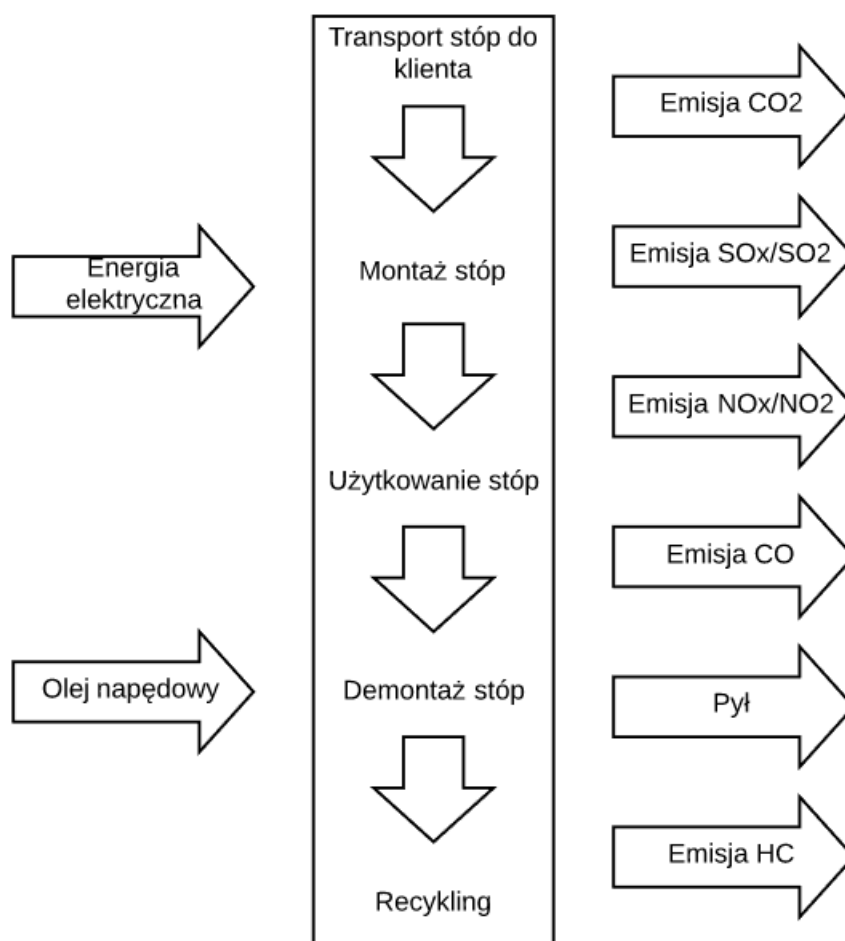 Transport stóp do
klienta
Emisja CO2
Emisja SOx/SO2
Energia
elektryczna
Montaż stóp
Emisja NOx/NO2
Użytkowanie stóp
Emisja CO
Olej napędowy
Demontaż stóp
Pył
Emisja HC
Recykling